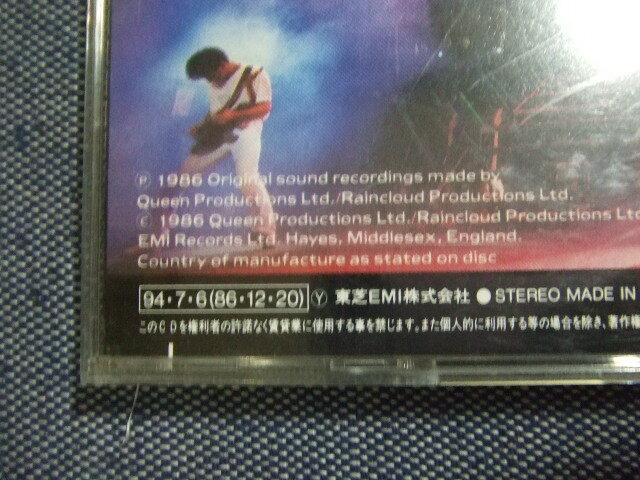 Ⓟ 1986 Original sound recordings made by
Queen Productions Ltd./Raincloud Productions Ltd.
© 1986 Queen Productions Ltd./Raincloud Productions Ltd
EMI Records Ltd. Hayes, Middlesex, England.
Country of manufacture as stated on disc
94・7・6(86・12・20) Ⓨ 東芝EMI株式会社 ● STEREO MADE IN
このCDを権利者の許諾なく賃貸業に使用する事を禁じます。また個人的に利用する等の場合を除き、著作権